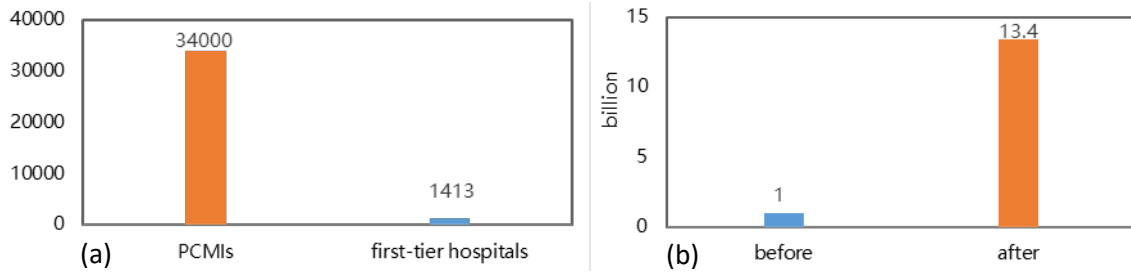 40000
30000
20000
10000
0
34000
1413
PCMIs
first-tier hospitals
(a)
billion
15
10
5
0
1
13.4
before
after
(b)